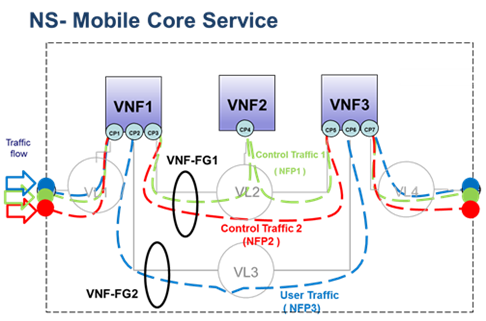 NS- Mobile Core Service
VNF1
VNF2
VNF3
CP1
CP2
CP3
CP4
CP5
CP6
CP7
Traffic
flow
VNF-FG1
Control Traffic 1
( NFP1)
VL2
VL4
Control Traffic 2
(NFP2 )
VL3
VNF-FG2
User Traffic
( NFP3)